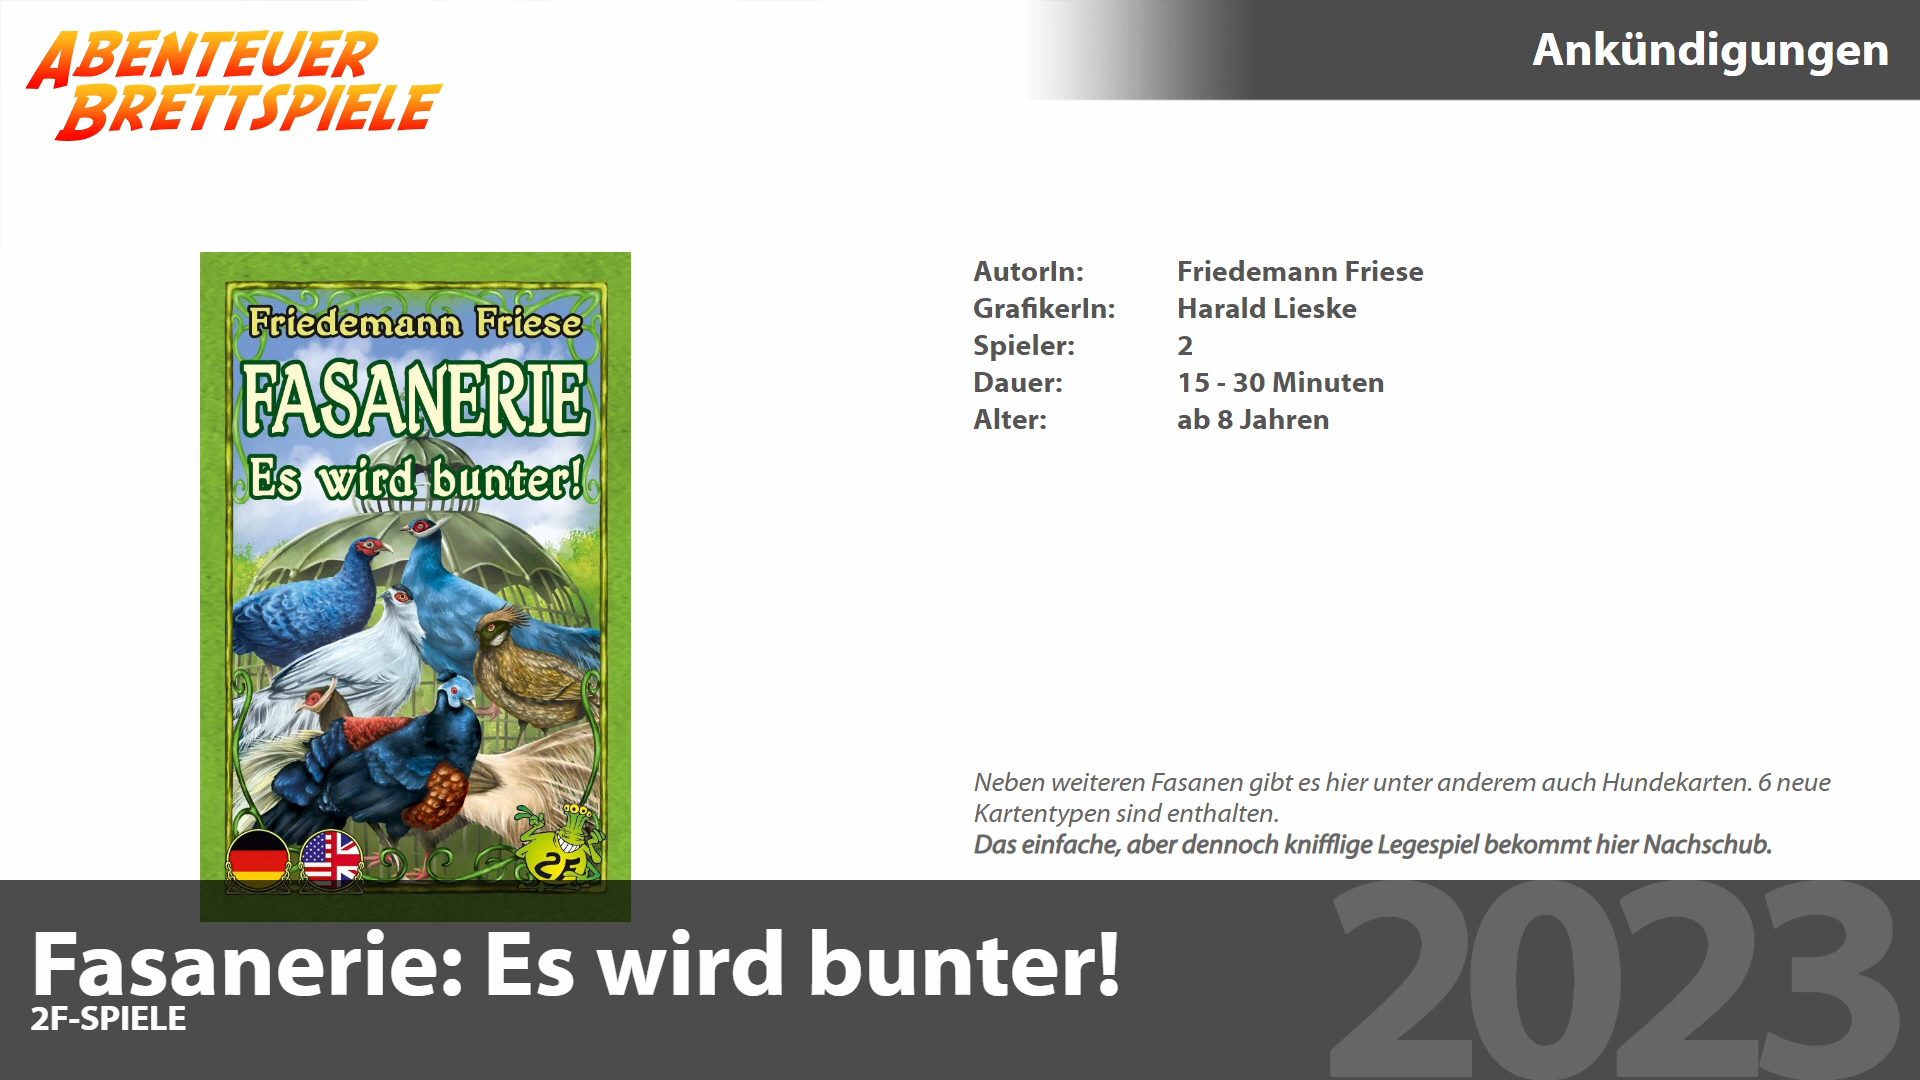 ABENTEUER
BRETTSPIELE
Ankündigungen
Friedemann Friese
FASANERIE
Es wird bunter!
2F
AutorIn: Friedemann Friese
GrafikerIn: Harald Lieske
Spieler: 2
Dauer: 15 - 30 Minuten
Alter: ab 8 Jahren
Neben weiteren Fasanen gibt es hier unter anderem auch Hundekarten. 6 neue
Kartentypen sind enthalten.
Das einfache, aber dennoch knifflige Legespiel bekommt hier Nachschub.
Fasanerie: Es wird bunter!
2F-SPIELE
2023